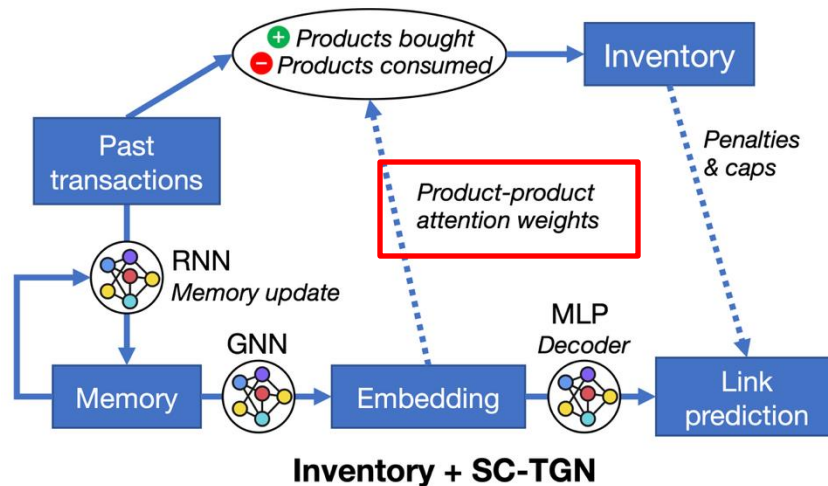 + Products bought
− Products consumed
Inventory
Past
transactions
Penalties
& caps
Product-product
attention weights
RNN
Memory update
GNN
MLP
Decoder
Memory
Embedding
Link
prediction
Inventory + SC-TGN